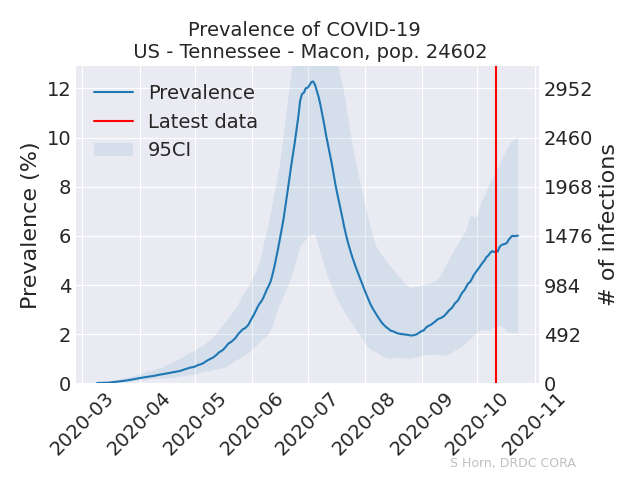 Prevalence of COVID-19
US - Tennessee - Macon, pop. 24602
Prevalence (%)
12
10
8
6
4
2
0
Prevalence
Latest data
95CI
2952
2460
1968
1476
984
492
0
# of infections
2020-03
2020-04
2020-05
2020-06
2020-07
2020-08
2020-09
2020-10
2020-11
S Horn, DRDC CORA